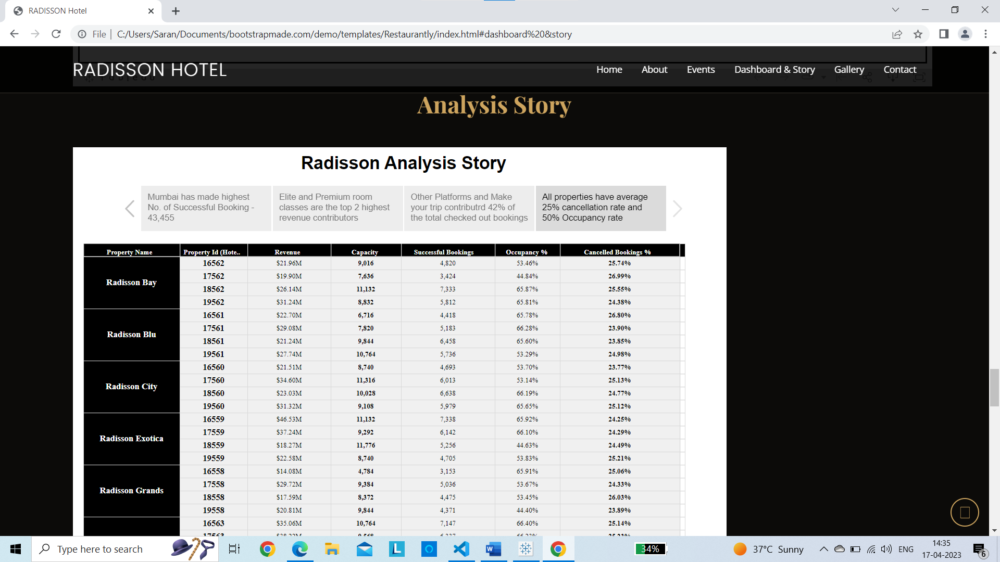 RADISSON Hotel
File | C:/Users/Saran/Documents/bootstrapmade.com/demo/templates/Restaurantly/index.html#dashboard%20&story
RADISSON HOTEL Home About Events Dashboard & Story Gallery Contact
Analysis Story
Radisson Analysis Story
Mumbai has made highest
No. of Successful Booking -
43,455
Elite and Premium room
classes are the top 2 highest
revenue contributors
Other Platforms and Make
your trip contributrd 42% of
the total checked out bookings
All properties have average
25% cancellation rate and
50% Occupancy rate
Property Name Property Id (Hote.. Revenue Capacity Successful Bookings Occupancy % Cancelled Bookings %
Radisson Bay
16562 $21.96M 9,016 4,820 53.46% 25.74%
17562 $19.90M 7,636 3,424 44.84% 26.99%
18562 $26.14M 11,132 7,333 65.87% 25.55%
19562 $31.24M 8,832 5,812 65.81% 24.38%
Radisson Blu
16561 $22.70M 6,716 4,418 65.78% 26.80%
17561 $29.08M 7,820 5,183 66.28% 23.90%
18561 $21.24M 9,844 6,458 65.60% 23.85%
19561 $27.74M 10,764 5,736 53.29% 24.98%
Radisson City
16560 $21.51M 8,740 4,693 53.70% 23.77%
17560 $34.60M 11,316 6,013 53.14% 25.13%
18560 $23.03M 10,028 6,638 66.19% 24.77%
19560 $31.32M 9,108 5,979 65.65% 25.12%
Radisson Exotica
16559 $46.53M 11,132 7,338 65.92% 24.25%
17559 $37.24M 9,292 6,142 66.10% 24.29%
18559 $18.27M 11,776 5,256 44.63% 24.49%
19559 $22.58M 8,740 4,705 53.83% 25.21%
Radisson Grands
16558 $14.08M 4,784 3,153 65.91% 25.06%
17558 $29.72M 9,384 5,036 53.67% 24.33%
18558 $17.59M 8,372 4,475 53.45% 26.03%
19558 $20.81M 9,844 4,371 44.40% 23.89%
16563 $35.06M 10,764 7,147 66.40% 25.14%
Type here to search
34%
37°C Sunny
ENG
14:35
17-04-2023
6